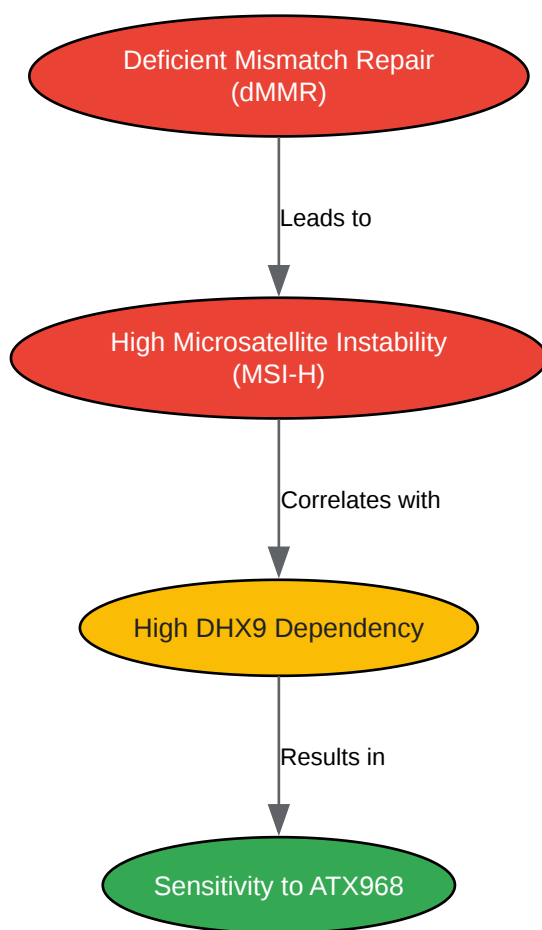 Deficient Mismatch Repair
(dMMR)
Leads to
High Microsatellite Instability
(MSI-H)
Correlates with
High DHX9 Dependency
Results in
Sensitivity to ATX968